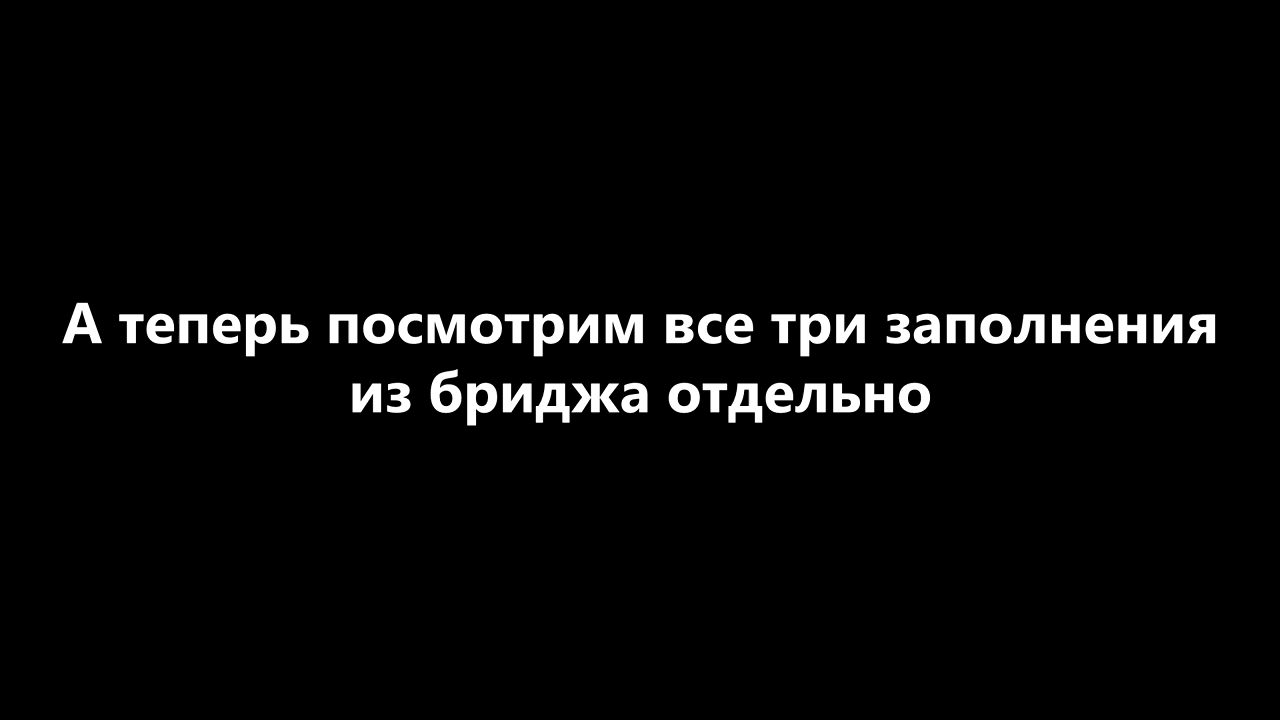 А теперь посмотрим все три заполнения
из бриджа отдельно